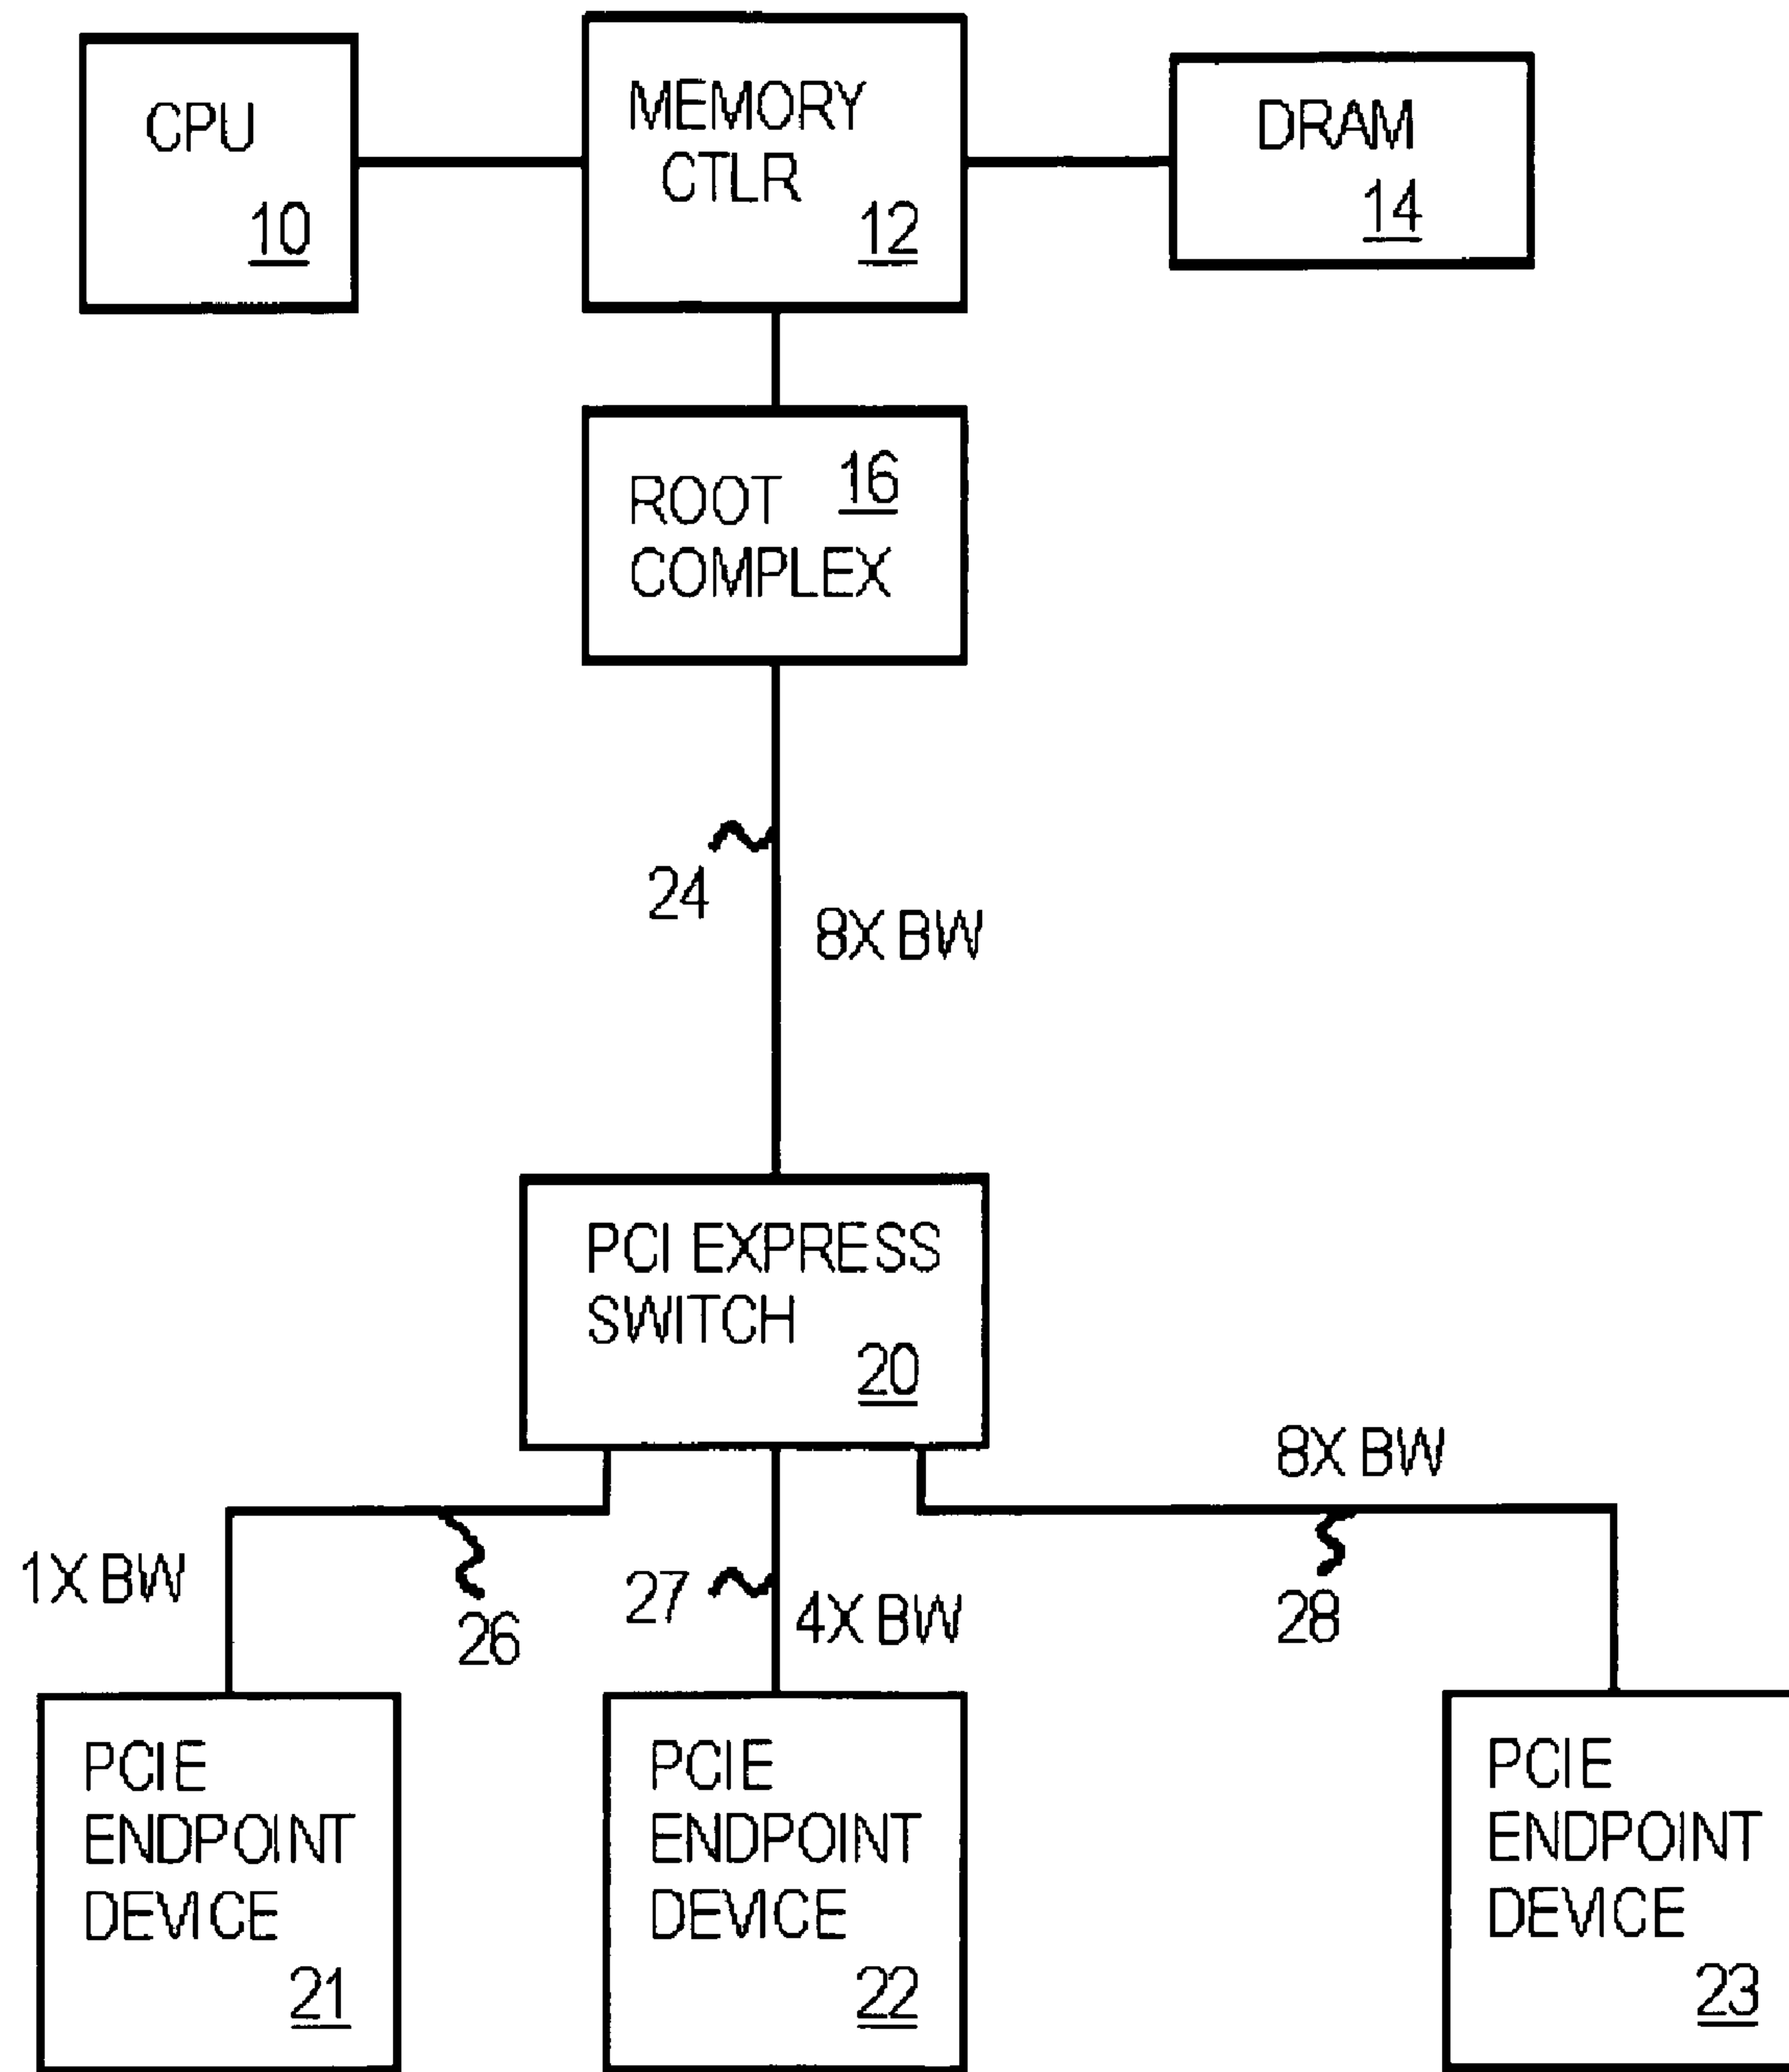 CPU
10
MEMORY
CTLR
12
DRAM
14
16
ROOT
COMPLEX
24
8X BW
PCI EXPRESS
SWITCH
20
8X BW
1X BW
26
27
4X BW
28
PCIE
ENDPOINT
DEVICE
21
PCIE
ENDPOINT
DEVICE
22
PCIE
ENDPOINT
DEVICE
23